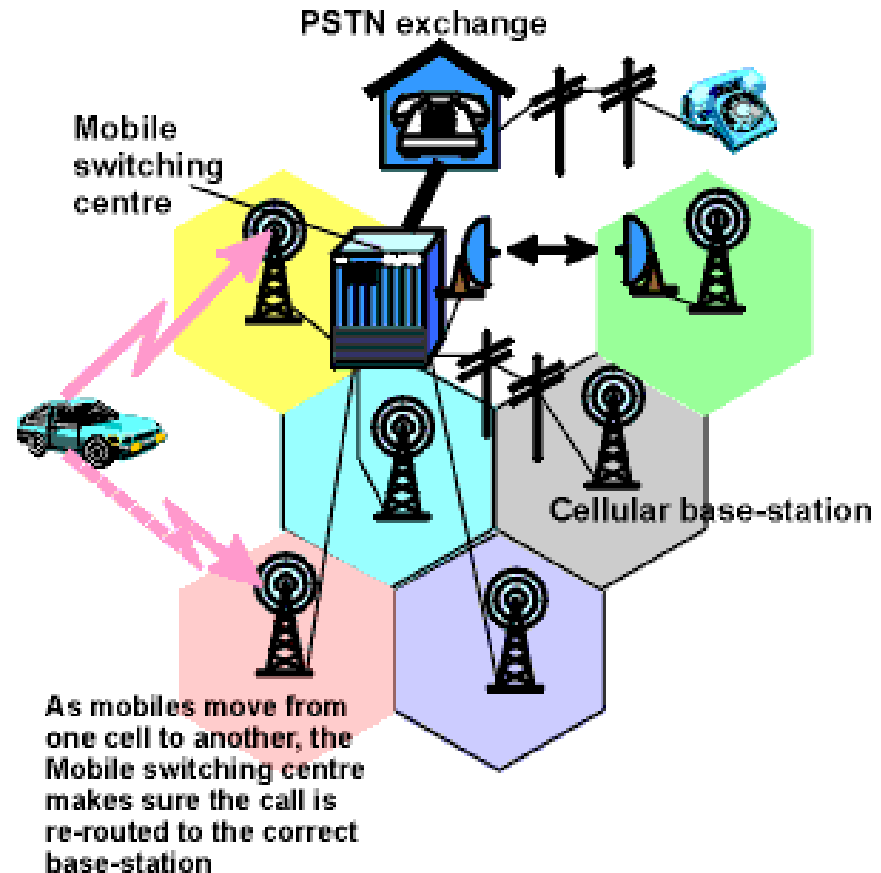 PSTN exchange
Mobile
switching
centre
Cellular base-station
As mobiles move from
one cell to another, the
Mobile switching centre
makes sure the call is
re-routed to the correct
base-station